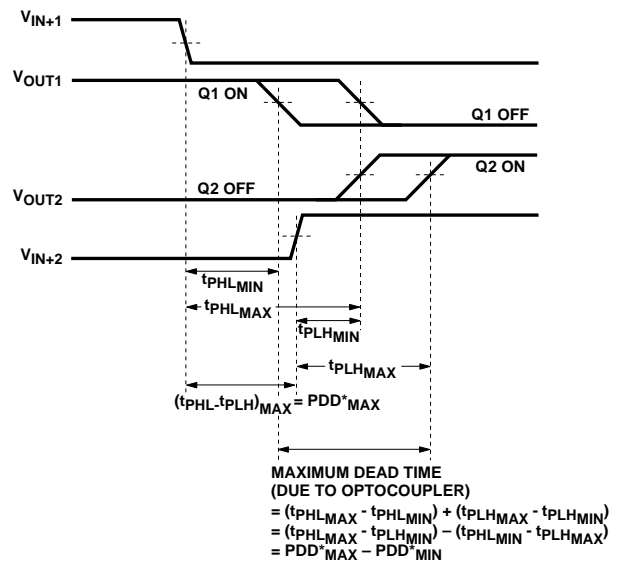 VIN+1
VOUT1
Q1 ON
Q1 OFF
Q2 OFF
Q2 ON
VOUT2
VIN+2
tPHLMIN
tPHLMAX
tPLHMIN
tPLHMAX
(tPHL-tPLH)MAX = PDD*MAX
MAXIMUM DEAD TIME
(DUE TO OPTOCOUPLER)
= (tPHLMAX - tPHLMIN) + (tPLHMAX - tPLHMIN)
= (tPHLMAX - tPLHMIN) – (tPHLMIN - tPLHMAX)
= PDD*MAX – PDD*MIN